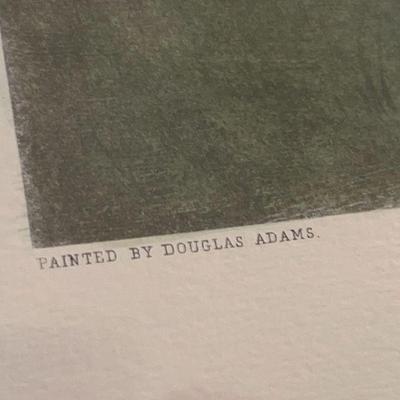 PAINTED BY DOUGLAS ADAMS.